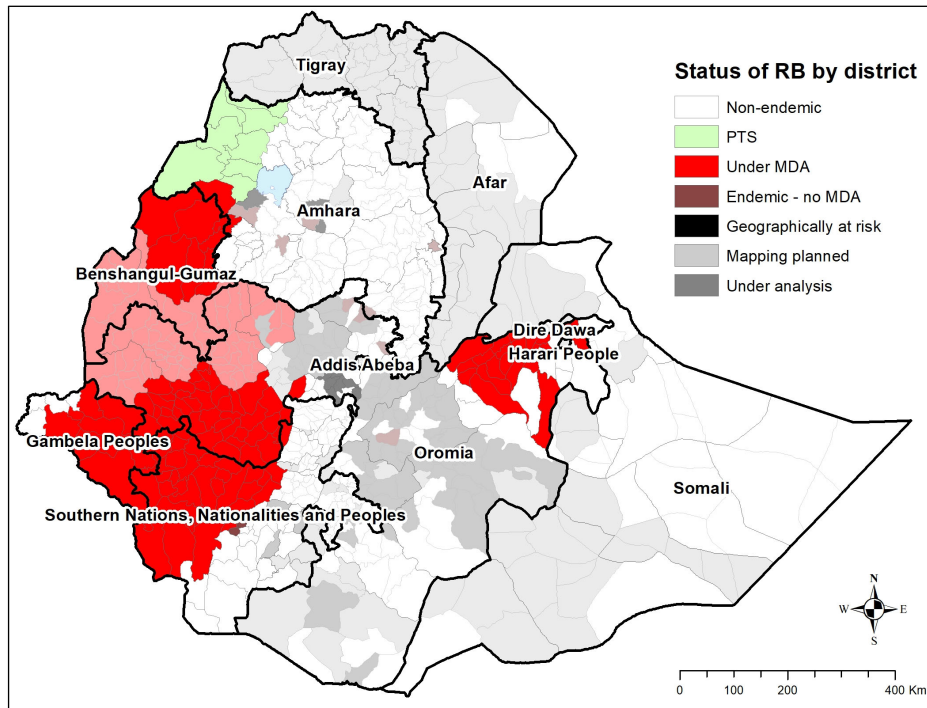 Tigray
Status of RB by district
Non-endemic
PTS
Under MDA
Endemic - no MDA
Geographically at risk
Mapping planned
Under analysis
Afar
Amhara
Benshangul-Gumaz
Dire Dawa
Harari People
Addis Abeba
Gambela Peoples
Oromia
Somali
Southern Nations, Nationalities and Peoples
N
W E
S
0 100 200 400 Km